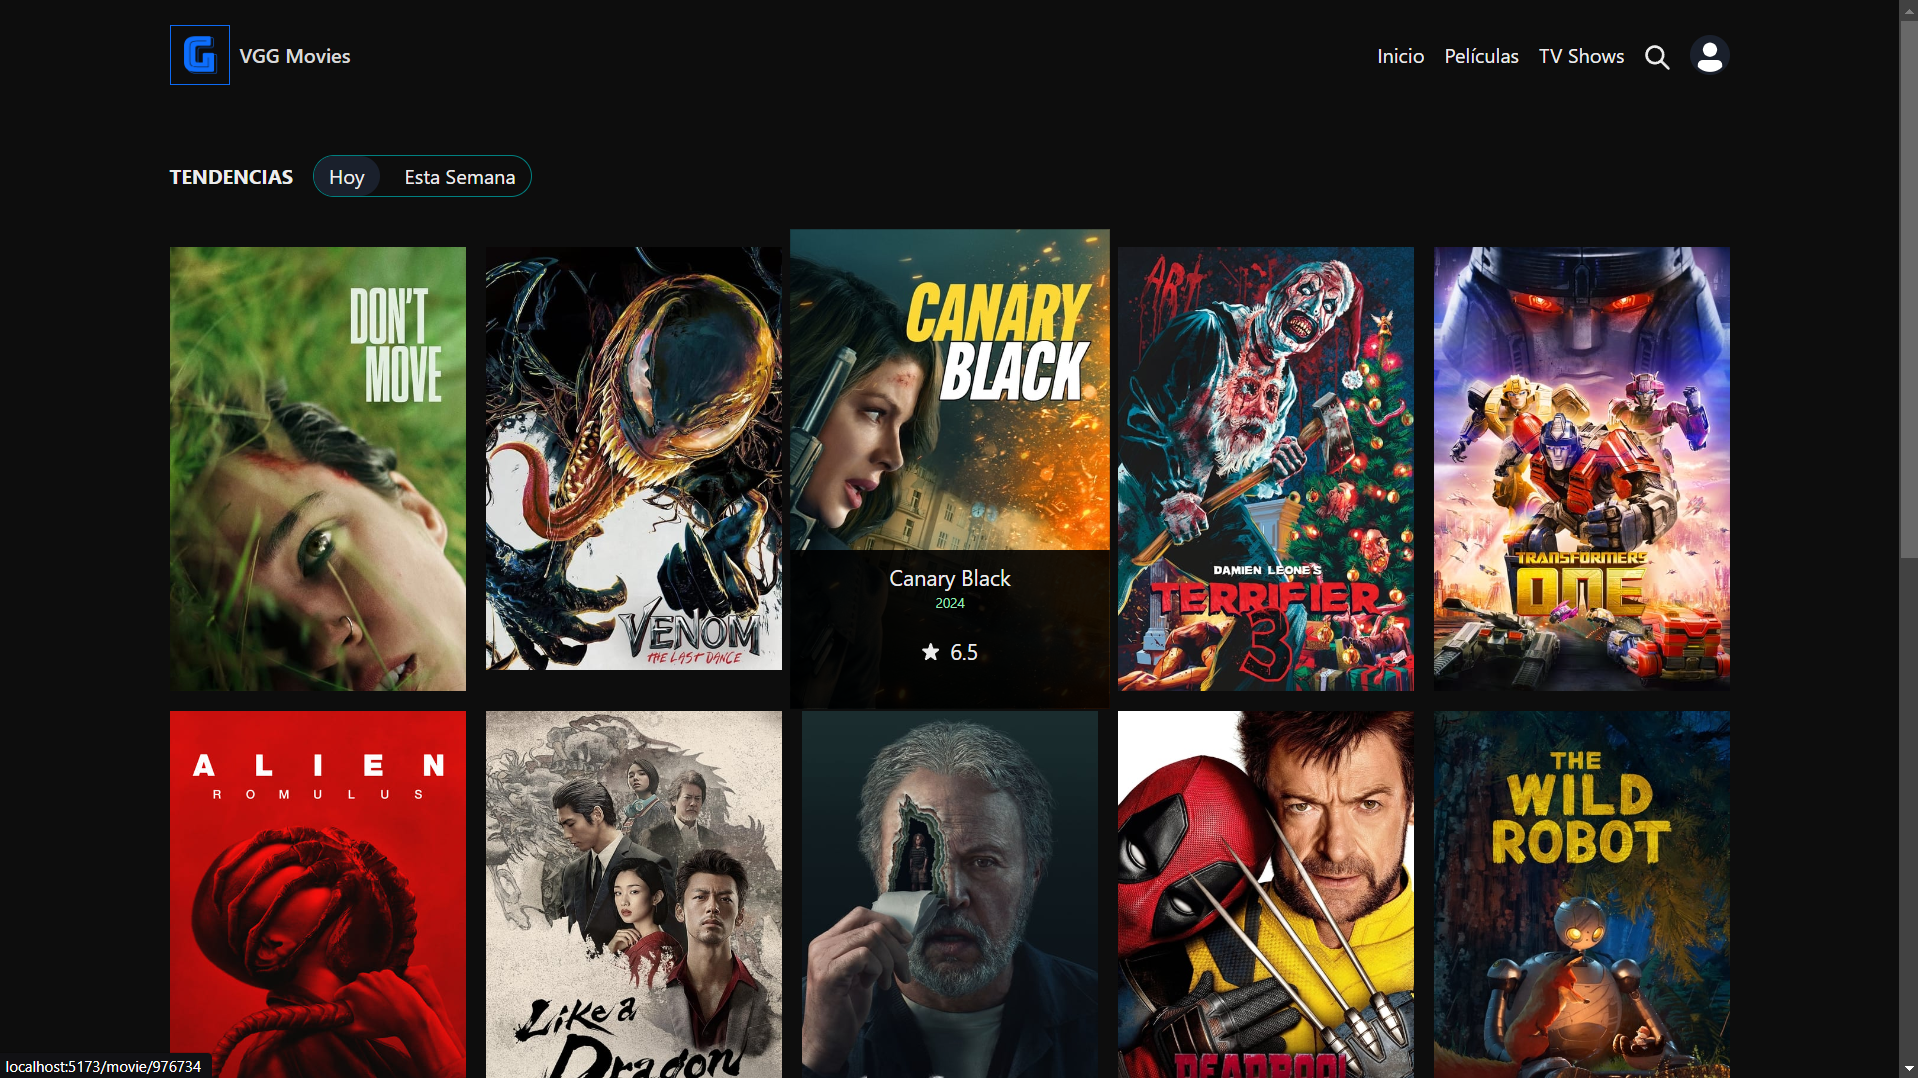 G
VGG Movies
Inicio
Películas
TV Shows
TENDENCIAS
Hoy
Esta Semana
DON'T
MOVE
VENOM
THE LAST DANCE
CANARY
BLACK
Canary Black
2024
6.5
ART
DAMIEN LEONE'S
TERRIFIER
3
TRANSFORMERS
ONE
ALIEN
ROMULUS
Like a
Dragon
DEADPOOL
THE
WILD
ROBOT
localhost:5173/movie/976734